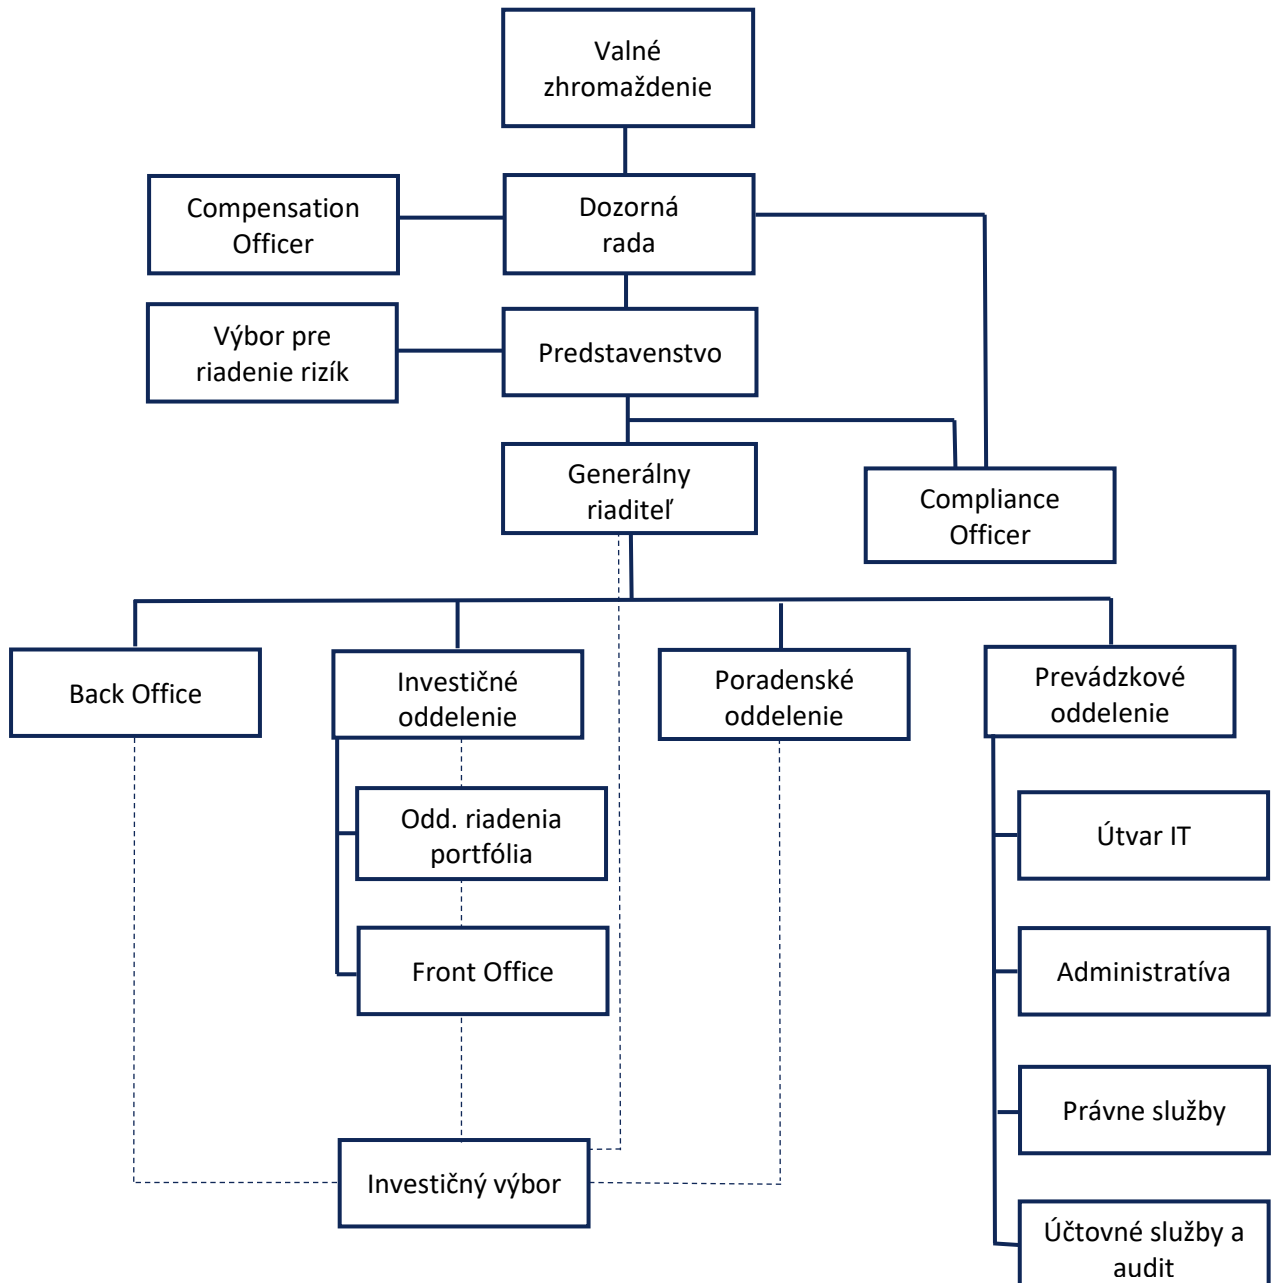 Valné
zhromaždenie
Compensation
Officer
Dozorná
rada
Výbor pre
riadenie rizík
Predstavenstvo
Generálny
riaditeľ
Compliance
Officer
Back Office
Investičné
oddelenie
Poradenské
oddelenie
Prevádzkové
oddelenie
Odd. riadenia
portfólia
Útvar IT
Front Office
Administratíva
Právne služby
Investičný výbor
Účtovné služby a
audit